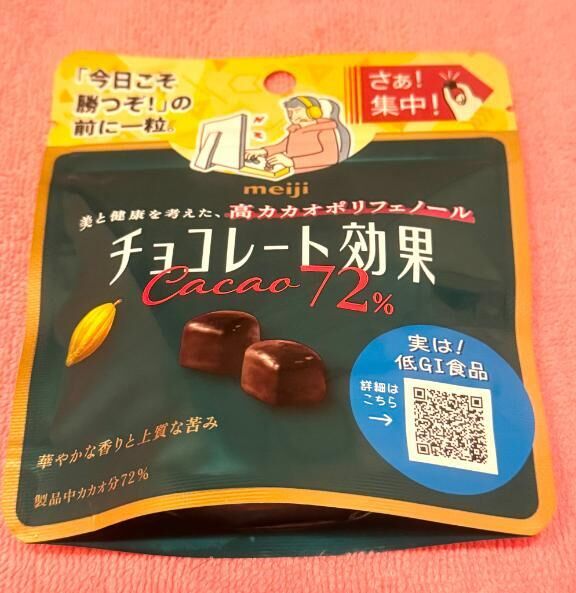 「今日こそ
勝つぞ!」の
前に一粒。
さぁ!
集中!
meiji
美と健康を考えた、高カカオポリフェノール
チョコレート効果
Cacao 72%
実は!
低GI食品
詳細は
こちら
→
華やかな香りと上質な苦み
製品中カカオ分72%